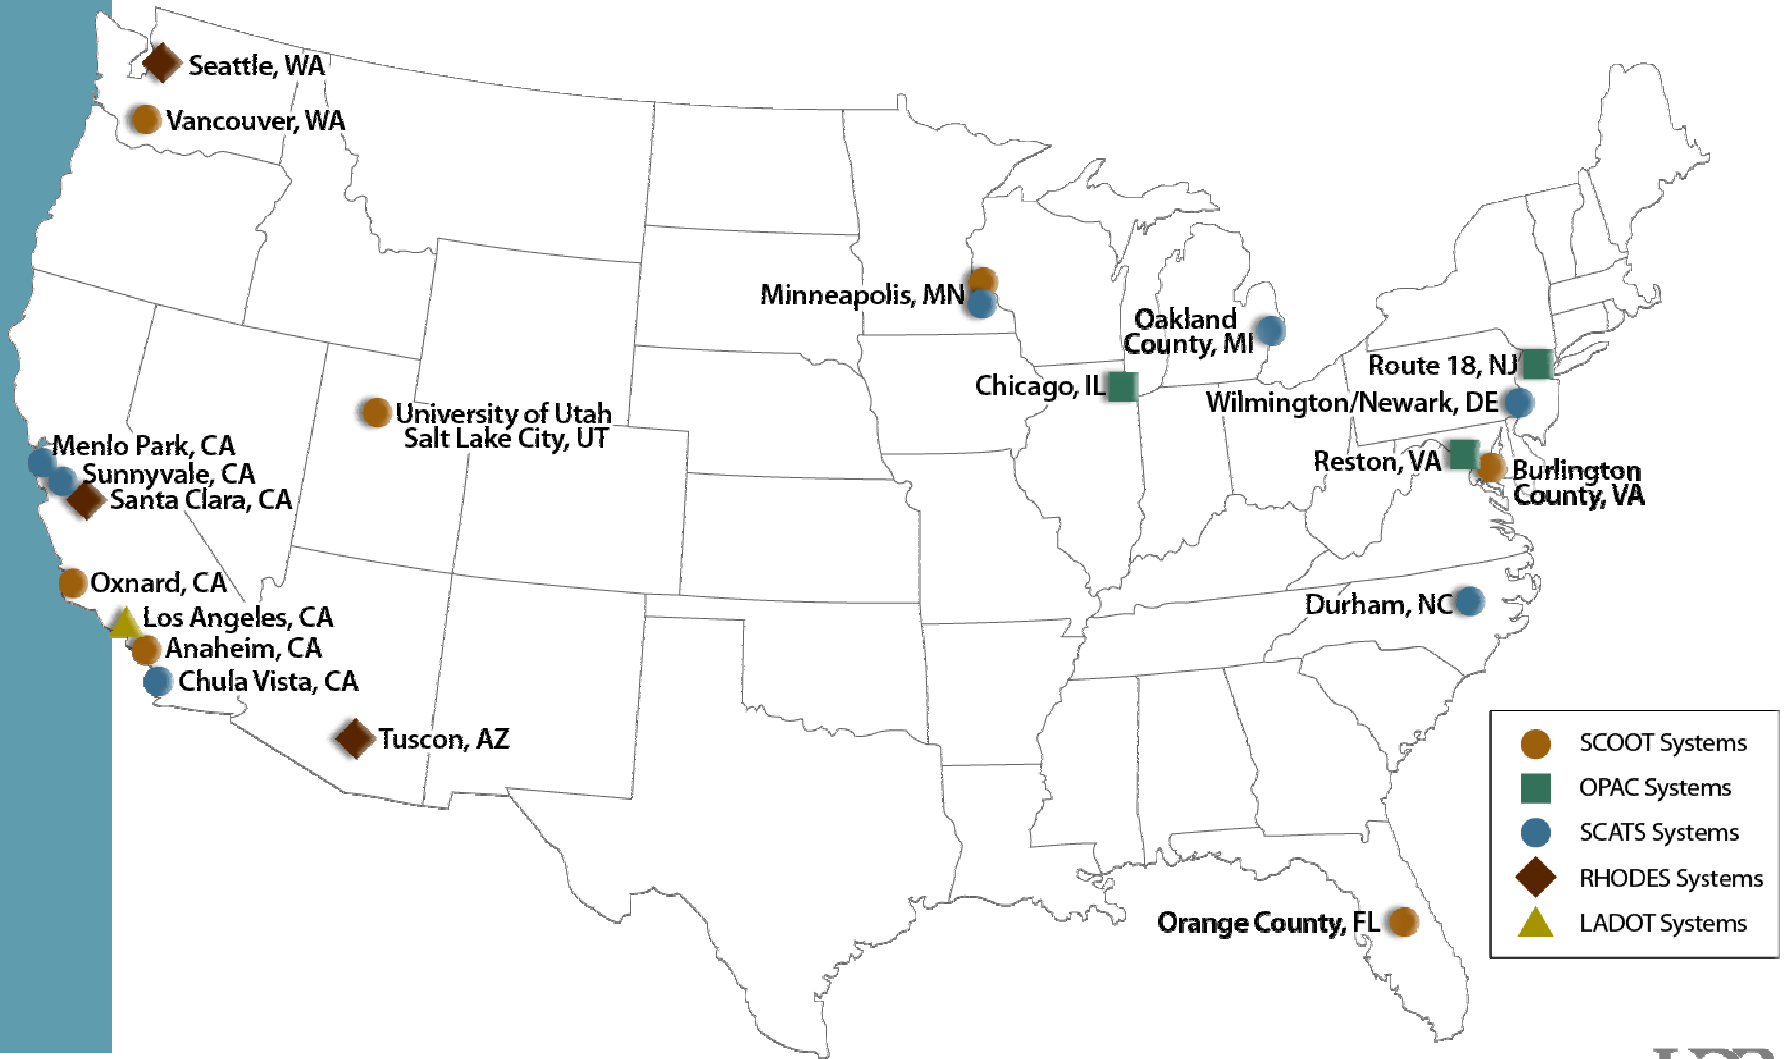 Seattle, WA
Vancouver, WA
Minneapolis, MN
Oakland
County, MI
Route 18, NJ
Chicago, IL
Wilmington/Newark, DE
University of Utah
Salt Lake City, UT
Menlo Park, CA
Sunnyvale, CA
Santa Clara, CA
Reston, VA
Burlington
County, VA
Oxnard, CA
Los Angeles, CA
Anaheim, CA
Chula Vista, CA
Durham, NC
Tuscon, AZ
Orange County, FL
SCOOT Systems
OPAC Systems
SCATS Systems
RHODES Systems
LADOT Systems